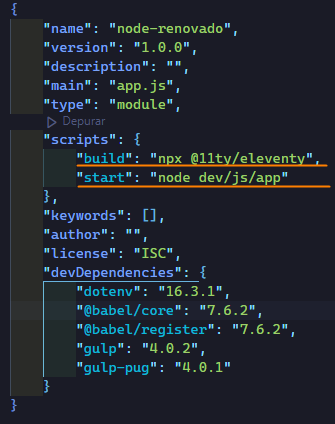 {
"name": "node-renovado",
"version": "1.0.0",
"description": "",
"main": "app.js",
"type": "module",
Depurar
"scripts": {
"build": "npx @11ty/eleventy",
"start": "node dev/js/app"
},
"keywords": [],
"author": "",
"license": "ISC",
"devDependencies": {
"dotenv": "16.3.1",
"@babel/core": "7.6.2",
"@babel/register": "7.6.2",
"gulp": "4.0.2",
"gulp-pug": "4.0.1"
}
}